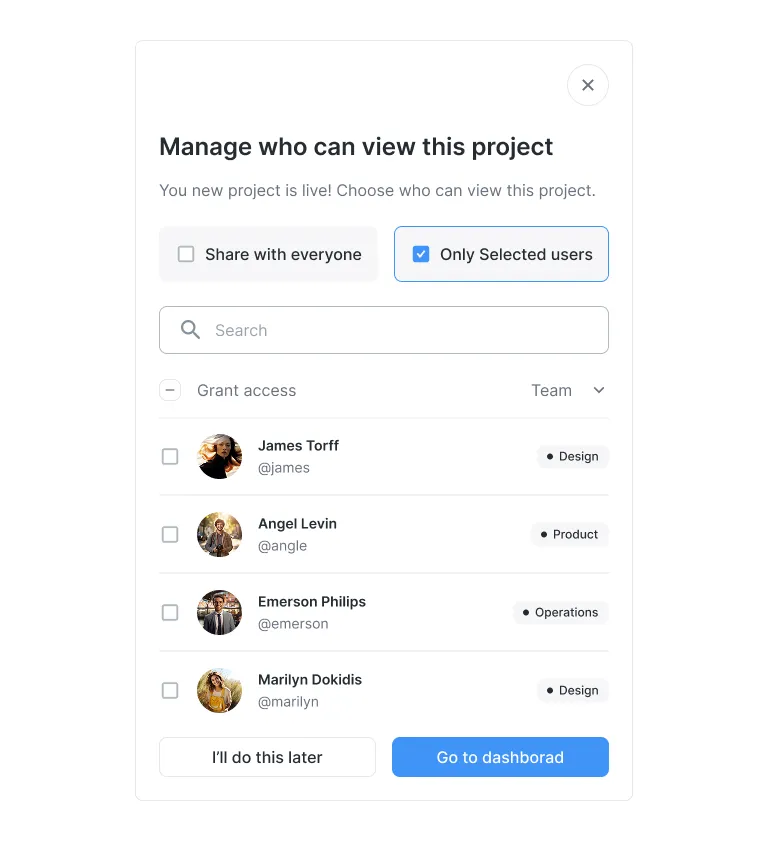 Manage who can view this project
You new project is live! Choose who can view this project.
Share with everyone
Only Selected users
Search
Grant access
Team
James Torff
@james
Design
Angel Levin
@angle
Product
Emerson Philips
@emerson
Operations
Marilyn Dokidis
@marilyn
Design
I'll do this later
Go to dashborad